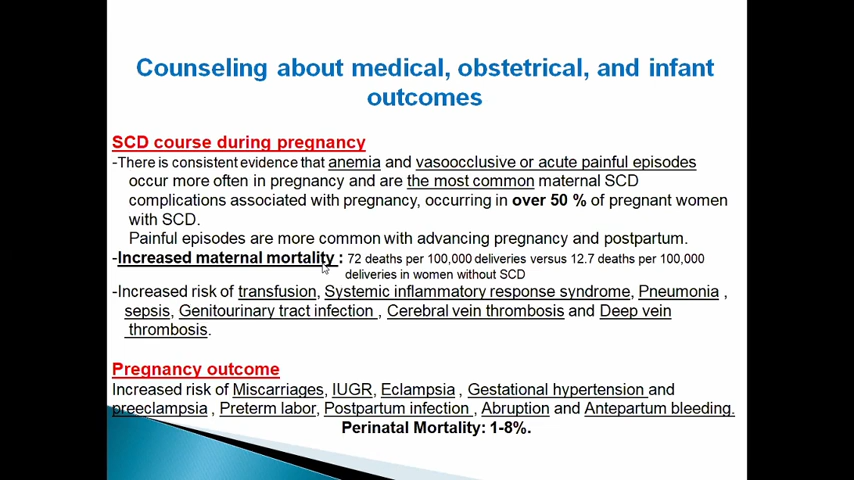 Counseling about medical, obstetrical, and infant
outcomes
SCD course during pregnancy
-There is consistent evidence that anemia and vasoocclusive or acute painful episodes
occur more often in pregnancy and are the most common maternal SCD
complications associated with pregnancy, occurring in over 50 % of pregnant women
with SCD.
Painful episodes are more common with advancing pregnancy and postpartum.
-Increased maternal mortality : 72 deaths per 100,000 deliveries versus 12.7 deaths per 100,000
deliveries in women without SCD
-Increased risk of transfusion, Systemic inflammatory response syndrome, Pneumonia ,
sepsis, Genitourinary tract infection , Cerebral vein thrombosis and Deep vein
thrombosis.
Pregnancy outcome
Increased risk of Miscarriages, IUGR, Eclampsia , Gestational hypertension and
preeclampsia , Preterm labor, Postpartum infection , Abruption and Antepartum bleeding.
Perinatal Mortality: 1-8%.